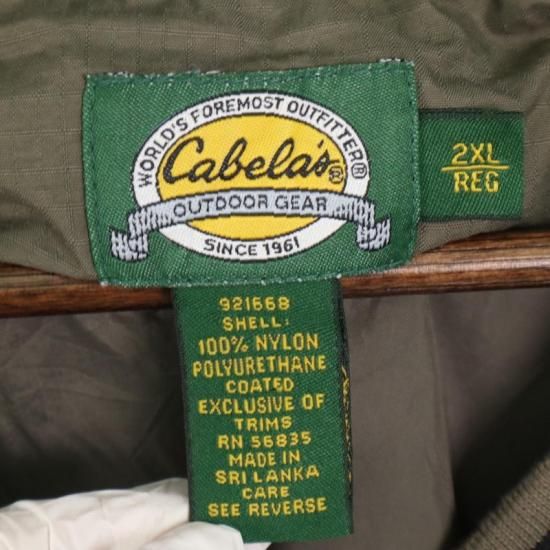 WORLD'S FOREMOST OUTFITTER®
Cabela's®
OUTDOOR GEAR
SINCE 1961
2XL
REG
921668
SHELL:
100% NYLON
POLYURETHANE
COATED
EXCLUSIVE OF
TRIMS
RN 56835
MADE IN
SRI LANKA
CARE
SEE REVERSE